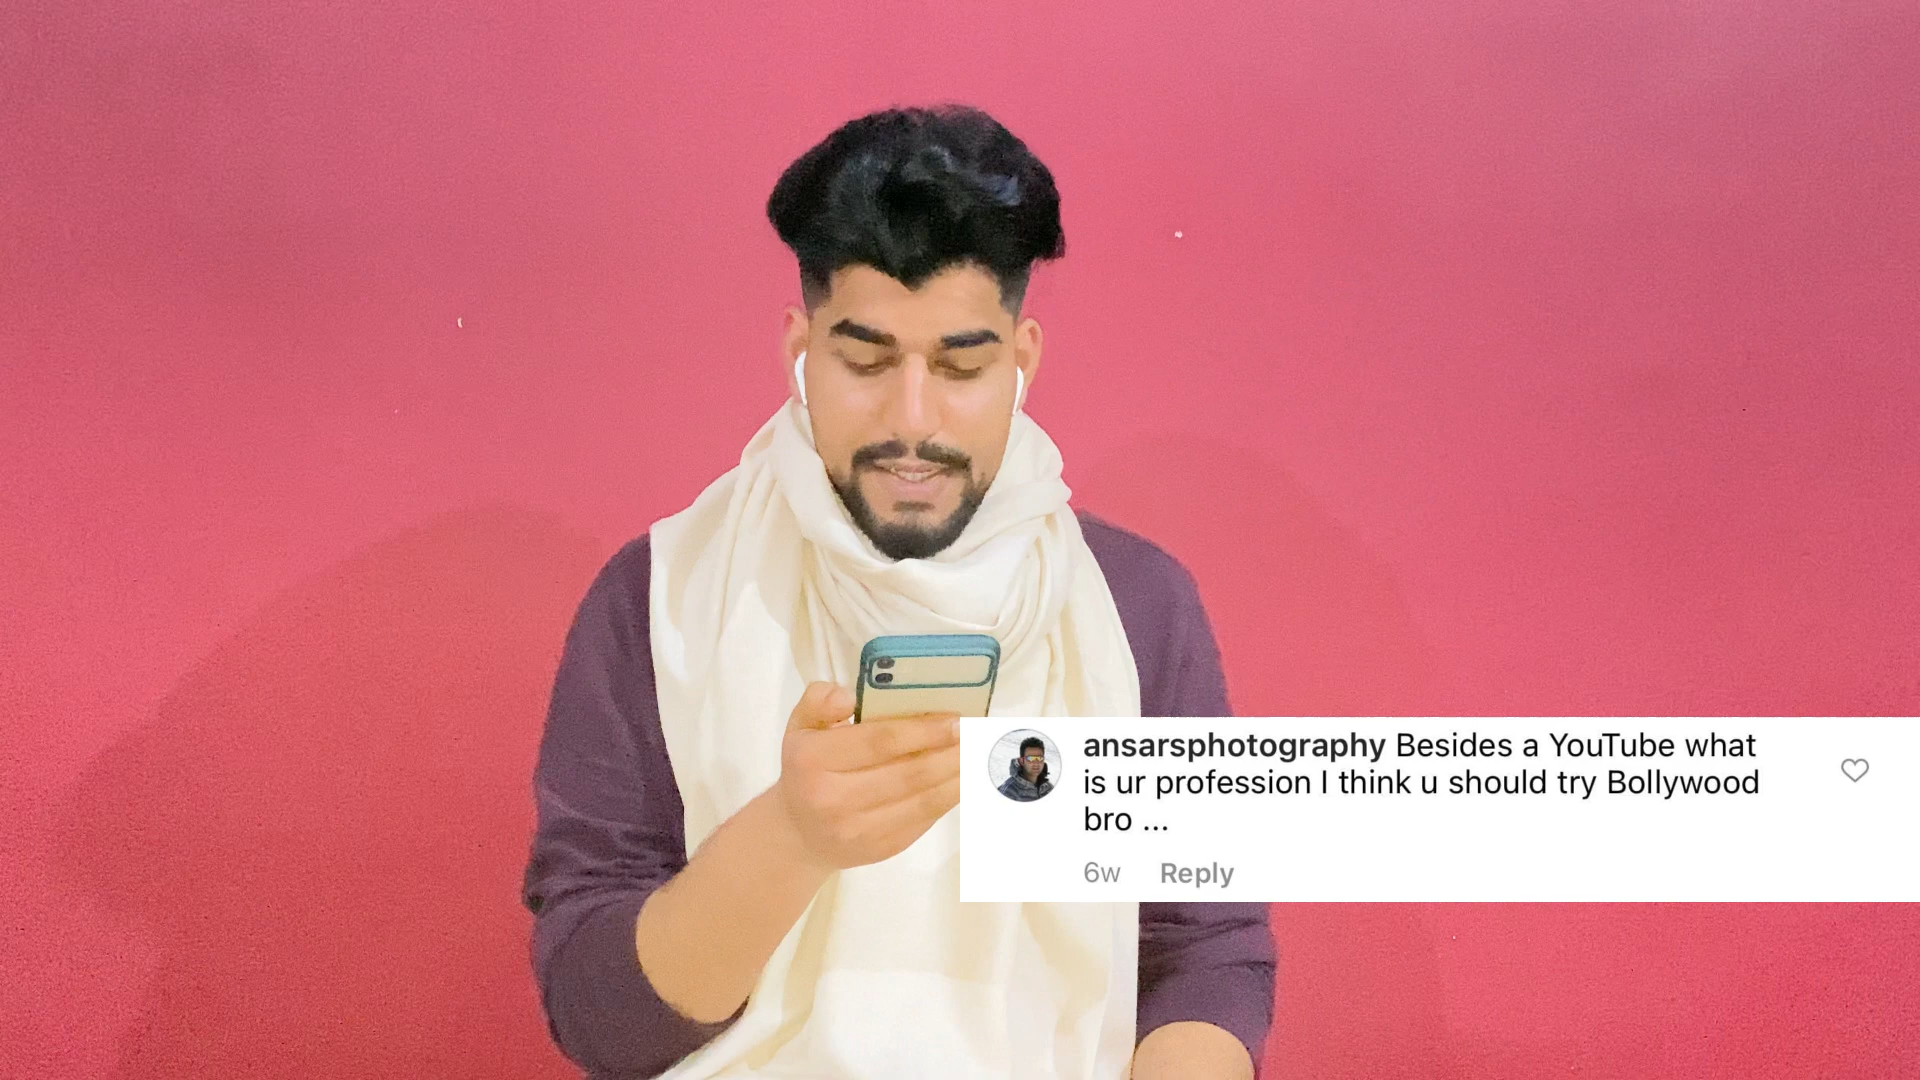 ansarsphotography Besides a YouTube what
is ur profession I think u should try Bollywood
bro ...
6w Reply